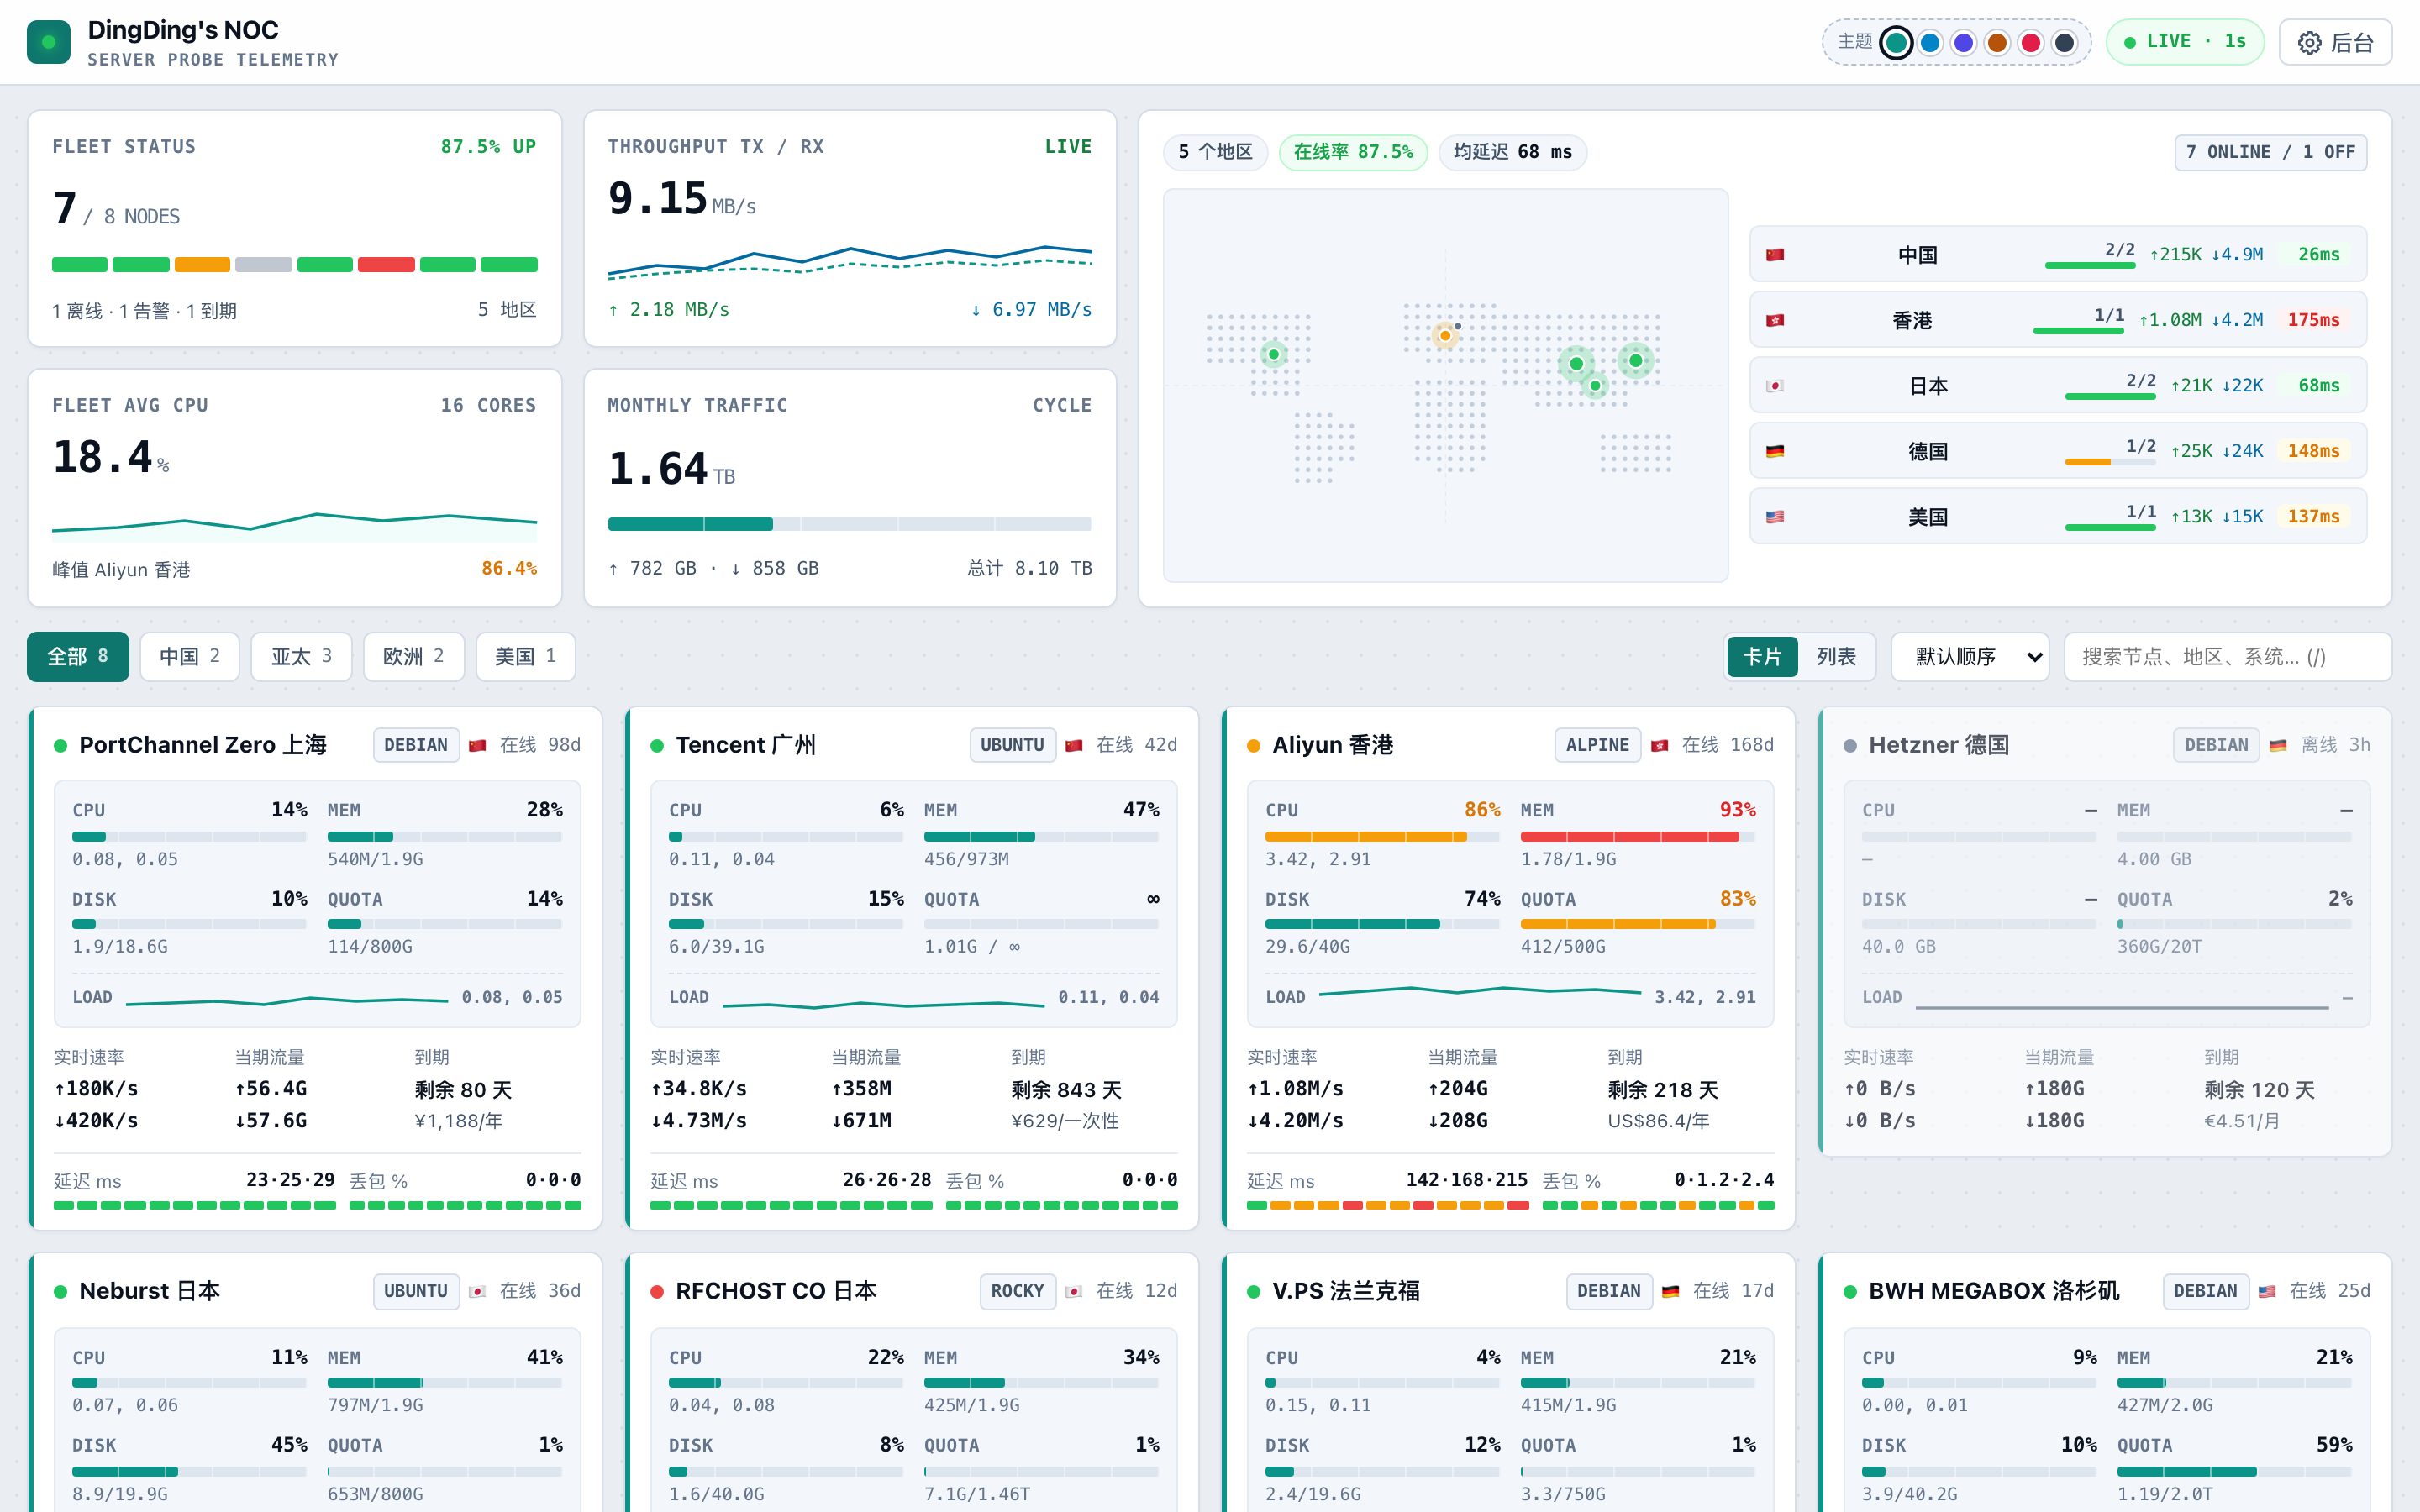 DingDing's NOC
SERVER PROBE TELEMETRY
主题
LIVE · 1s
后台
FLEET STATUS 87.5% UP
7 / 8 NODES
1 离线 · 1 告警 · 1 到期 5 地区
THROUGHPUT TX / RX LIVE
9.15 MB/s
↑ 2.18 MB/s ↓ 6.97 MB/s
FLEET AVG CPU 16 CORES
18.4 %
峰值 Aliyun 香港 86.4%
MONTHLY TRAFFIC CYCLE
1.64 TB
↑ 782 GB · ↓ 858 GB 总计 8.10 TB
5 个地区 在线率 87.5% 均延迟 68 ms 7 ONLINE / 1 OFF
中国 2/2 ↑215K ↓4.9M 26ms
香港 1/1 ↑1.08M ↓4.2M 175ms
日本 2/2 ↑21K ↓22K 68ms
德国 1/2 ↑25K ↓24K 148ms
美国 1/1 ↑13K ↓15K 137ms
全部 8 中国 2 亚太 3 欧洲 2 美国 1
卡片 列表 默认顺序 搜索节点、地区、系统... (/)
PortChannel Zero 上海 DEBIAN 在线 98d
CPU 14% MEM 28%
0.08, 0.05 540M/1.9G
DISK 10% QUOTA 14%
1.9/18.6G 114/800G
LOAD 0.08, 0.05
实时速率 当期流量 到期
↑180K/s ↑56.4G 剩余 80 天
↓420K/s ↓57.6G ¥1,188/年
延迟 ms 23·25·29 丢包 % 0·0·0
Tencent 广州 UBUNTU 在线 42d
CPU 6% MEM 47%
0.11, 0.04 456/973M
DISK 15% QUOTA ∞
6.0/39.1G 1.01G / ∞
LOAD 0.11, 0.04
实时速率 当期流量 到期
↑34.8K/s ↑358M 剩余 843 天
↓4.73M/s ↓671M ¥629/一次性
延迟 ms 26·26·28 丢包 % 0·0·0
Aliyun 香港 ALPINE 在线 168d
CPU 86% MEM 93%
3.42, 2.91 1.78/1.9G
DISK 74% QUOTA 83%
29.6/40G 412/500G
LOAD 3.42, 2.91
实时速率 当期流量 到期
↑1.08M/s ↑204G 剩余 218 天
↓4.20M/s ↓208G US$86.4/年
延迟 ms 142·168·215 丢包 % 0·1.2·2.4
Hetzner 德国 DEBIAN 离线 3h
CPU — MEM —
— 4.00 GB
DISK — QUOTA 2%
40.0 GB 360G/20T
LOAD —
实时速率 当期流量 到期
↑0 B/s ↑180G 剩余 120 天
↓0 B/s ↓180G €4.51/月
Neburst 日本 UBUNTU 在线 36d
CPU 11% MEM 41%
0.07, 0.06 797M/1.9G
DISK 45% QUOTA 1%
8.9/19.9G 653M/800G
RFCHOST CO 日本 ROCKY 在线 12d
CPU 22% MEM 34%
0.04, 0.08 425M/1.9G
DISK 8% QUOTA 1%
1.6/40.0G 7.1G/1.46T
V.PS 法兰克福 DEBIAN 在线 17d
CPU 4% MEM 21%
0.15, 0.11 415M/1.9G
DISK 12% QUOTA 1%
2.4/19.6G 3.3/750G
BWH MEGABOX 洛杉矶 DEBIAN 在线 25d
CPU 9% MEM 21%
0.00, 0.01 427M/2.0G
DISK 10% QUOTA 59%
3.9/40.2G 1.19/2.0T